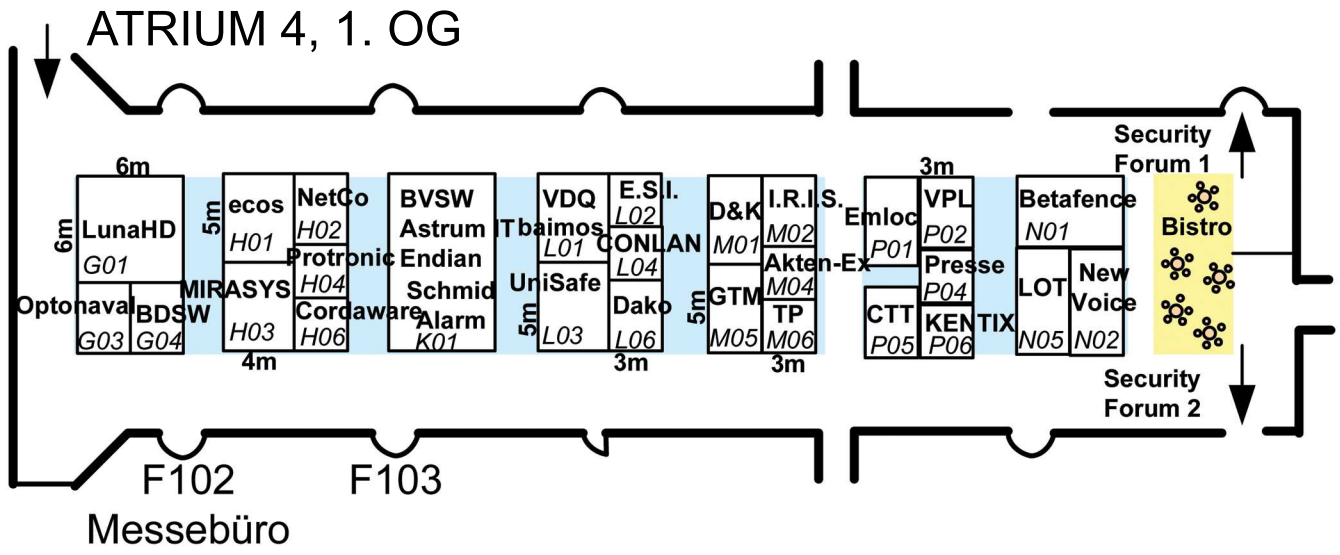 ATRIUM 4, 1. OG
6m
6m
LunaHD
G01
Optonaval
G03
BDSW
G04
5m
ecos
H01
NetCo
H02
MIRASYS
H03
Protronic
H04
Cordaware
H06
4m
BVSW
Astrum IT
Endian
Schmid
Alarm
K01
VDQ
baimos
L01
E.S.I.
L02
CONLAN
L04
UniSafe
L03
5m
Dako
L06
3m
D&K
M01
I.R.I.S.
M02
Akten-Ex
M04
5m
GTM
M05
TP
M06
3m
3m
Emloc
P01
VPL
P02
Presse
P04
CTT
P05
KENTIX
P06
Betafence
N01
LOT
N05
New
Voice
N02
Security
Forum 1
Bistro
Security
Forum 2
F102
F103
Messebüro